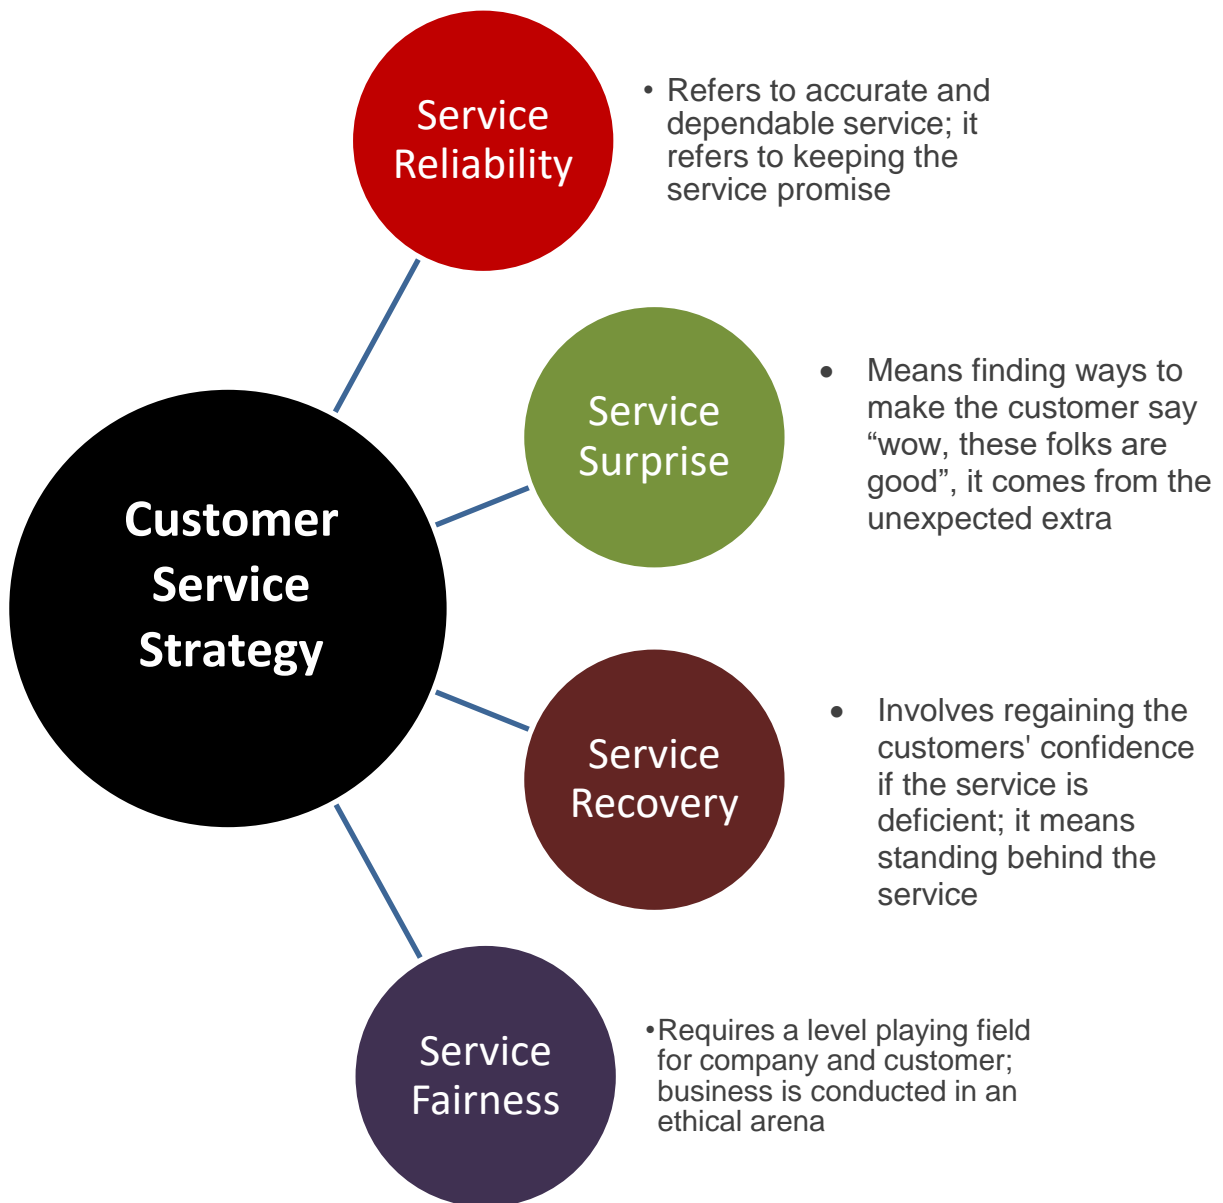 Service
Reliability
• Refers to accurate and
dependable service; it
refers to keeping the
service promise
Service
Surprise
• Means finding ways to
make the customer say
“wow, these folks are
good”, it comes from the
unexpected extra
Customer
Service
Strategy
Service
Recovery
• Involves regaining the
customers' confidence
if the service is
deficient; it means
standing behind the
service
Service
Fairness
•Requires a level playing field
for company and customer;
business is conducted in an
ethical arena